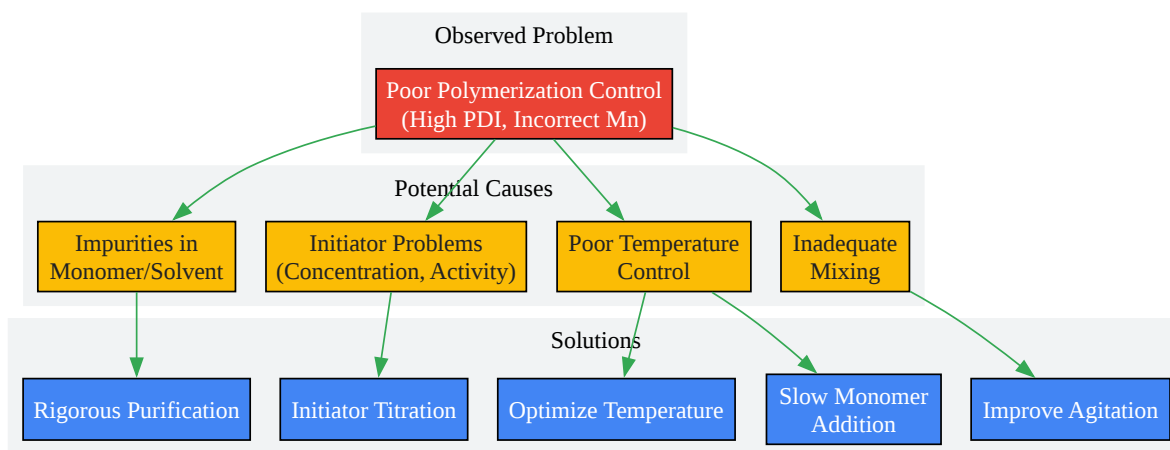 Observed Problem
Poor Polymerization Control
(High PDI, Incorrect Mn)
Potential Causes
Impurities in
Monomer/Solvent
Initiator Problems
(Concentration, Activity)
Poor Temperature
Control
Inadequate
Mixing
Solutions
Rigorous Purification
Initiator Titration
Optimize Temperature
Slow Monomer
Addition
Improve Agitation